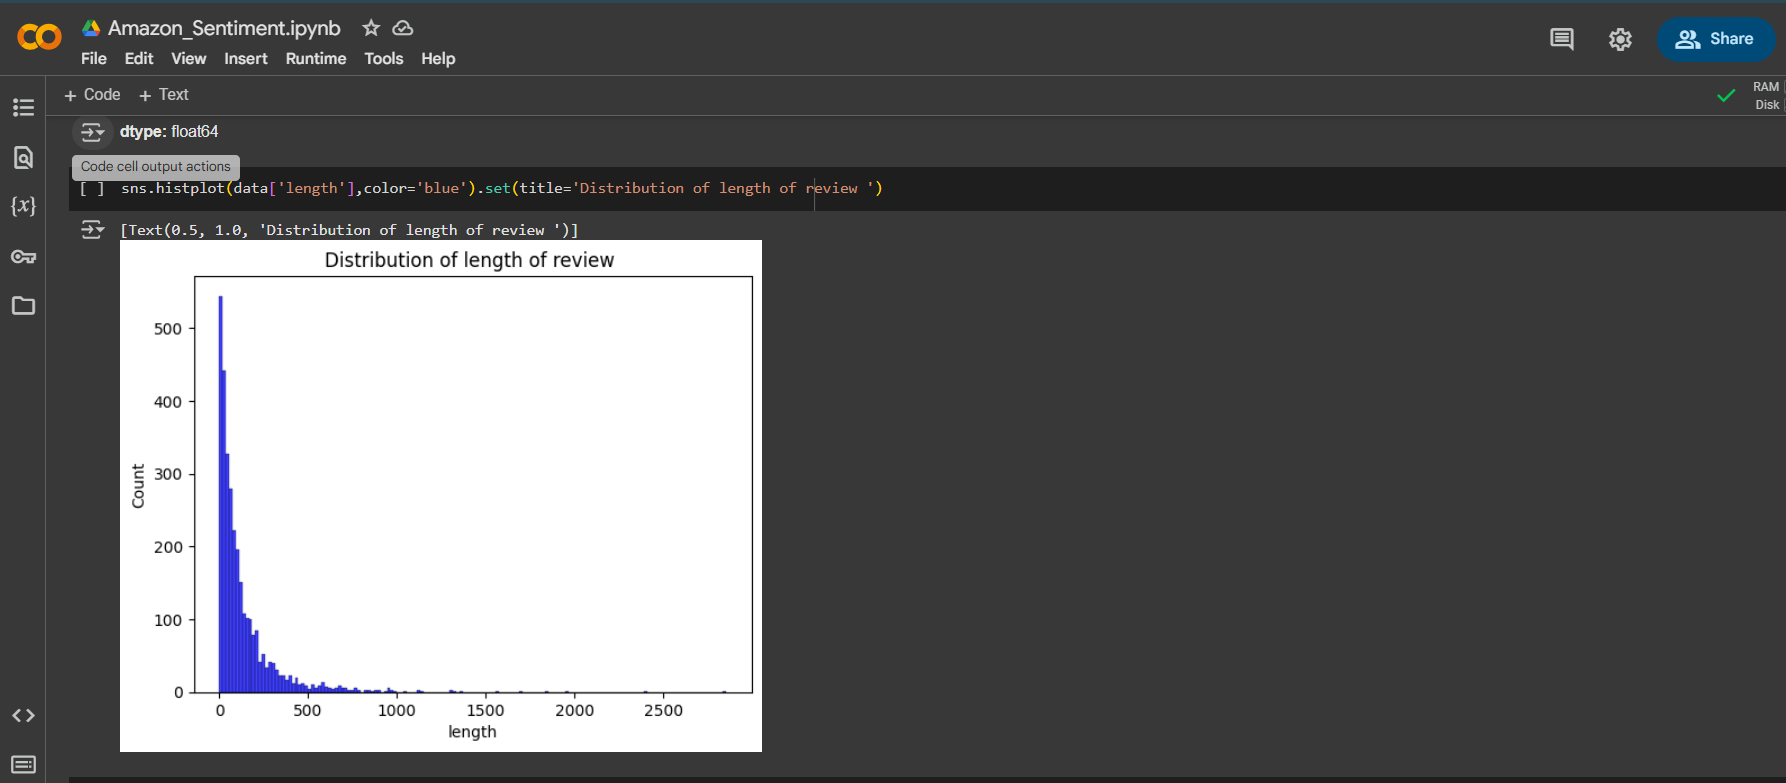 Amazon_Sentiment.ipynb
File Edit View Insert Runtime Tools Help
Share
+ Code + Text
RAM
Disk
dtype: float64
Code cell output actions
[ ] sns.histplot(data['length'],color='blue').set(title='Distribution of length of review ')
[Text(0.5, 1.0, 'Distribution of length of review ')]
Distribution of length of review
500
400
300
200
100
0
Count
0 500 1000 1500 2000 2500
length
{x}